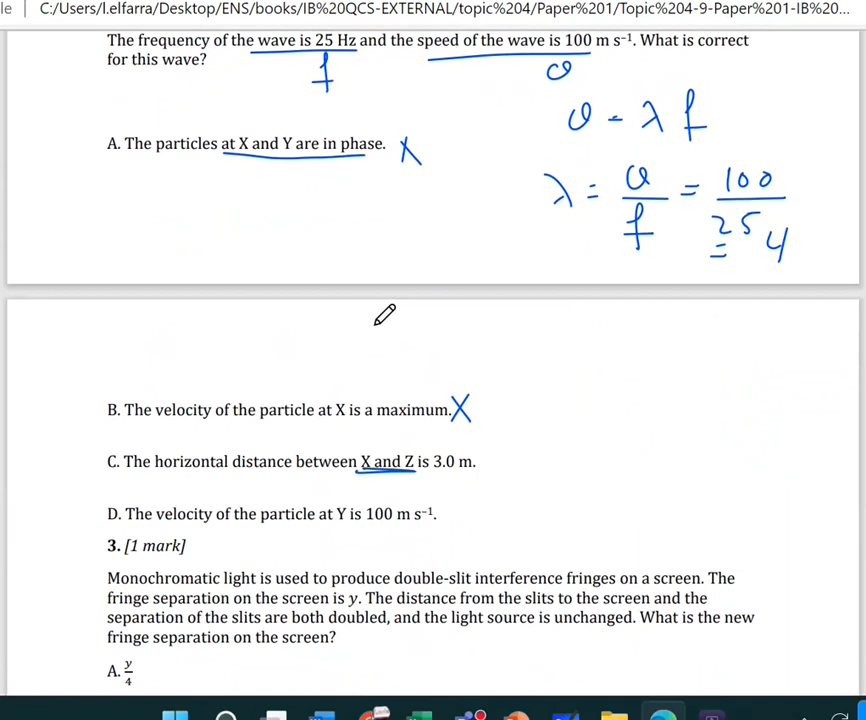 le | C:/Users/l.elfarra/Desktop/ENS/books/IB%20QCS-EXTERNAL/topic%204/Paper%201/Topic%204-9-Paper%201-IB%20...
The frequency of the wave is 25 Hz and the speed of the wave is 100 m s⁻¹. What is correct
for this wave?
f
v
v = λ f
A. The particles at X and Y are in phase. X
λ = v/f = 100/25 4
B. The velocity of the particle at X is a maximum. X
C. The horizontal distance between X and Z is 3.0 m.
D. The velocity of the particle at Y is 100 m s⁻¹.
3. [1 mark]
Monochromatic light is used to produce double-slit interference fringes on a screen. The
fringe separation on the screen is y. The distance from the slits to the screen and the
separation of the slits are both doubled, and the light source is unchanged. What is the new
fringe separation on the screen?
A. y/4